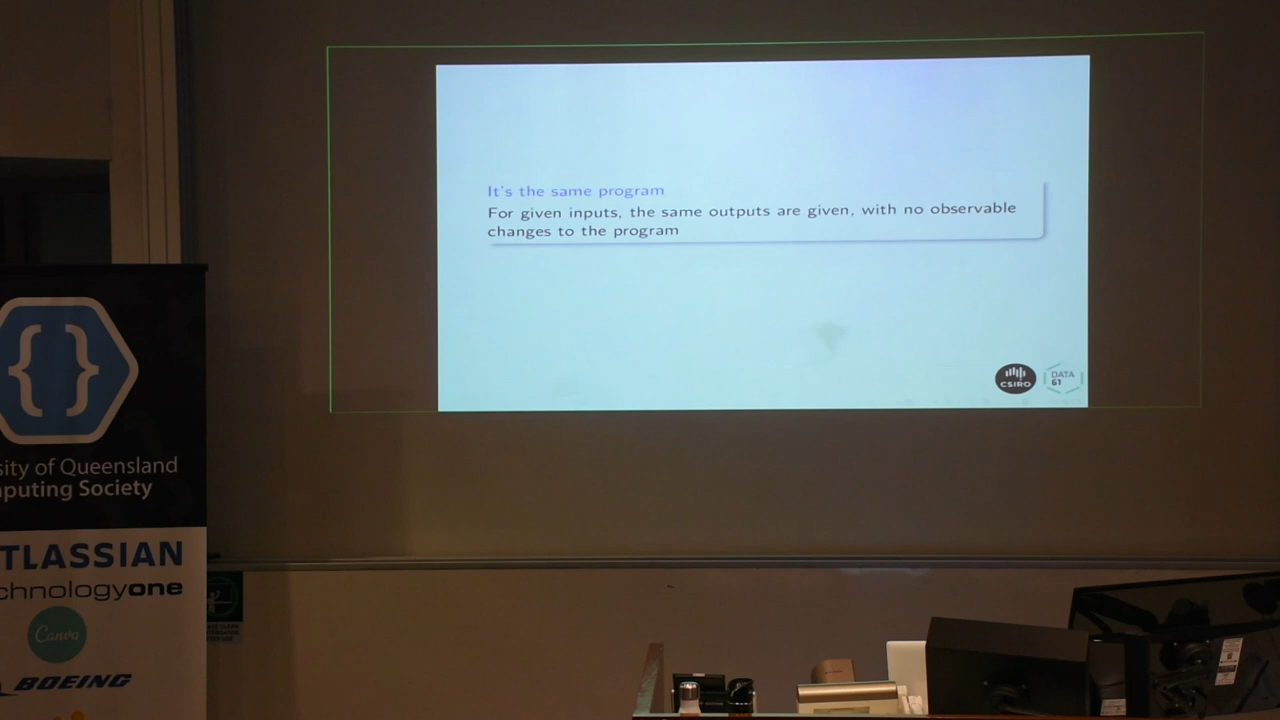 It's the same program
For given inputs, the same outputs are given, with no observable
changes to the program
CSIRO
DATA
61
{ }
sity of Queensland
puting Society
TLASSIAN
chnologyone
Canva
BOEING